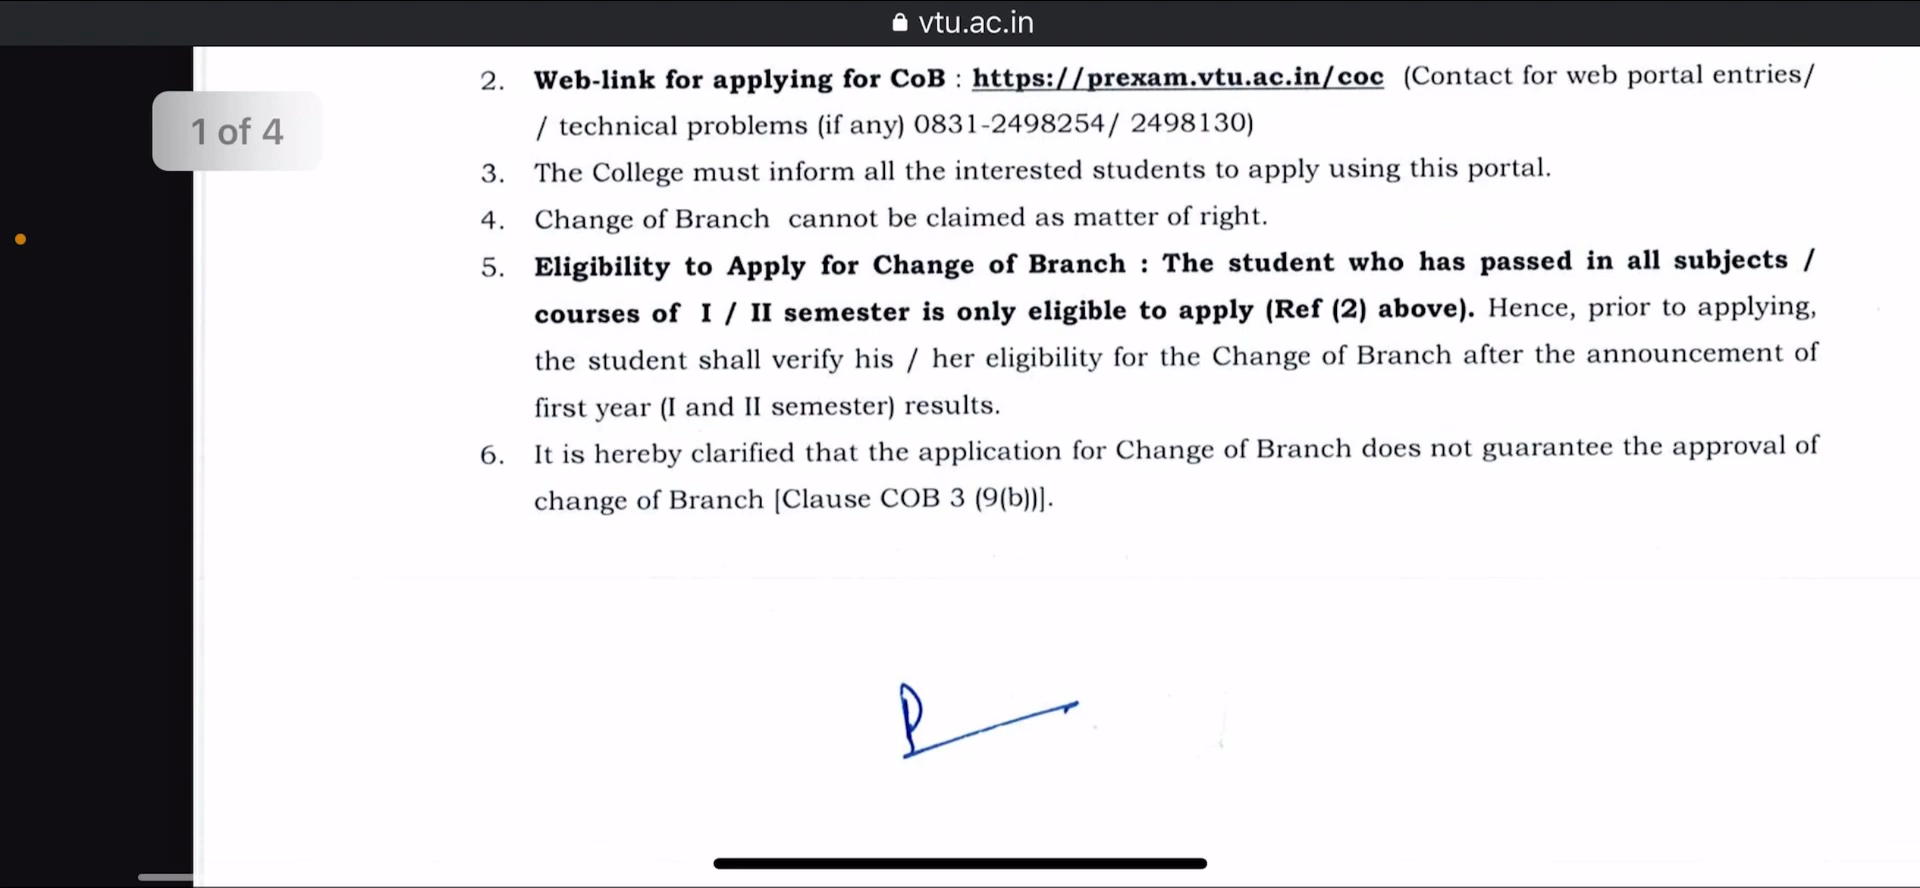 vtu.ac.in
1 of 4
2. Web-link for applying for CoB : https://prexam.vtu.ac.in/coc (Contact for web portal entries/
/ technical problems (if any) 0831-2498254/ 2498130)
3. The College must inform all the interested students to apply using this portal.
4. Change of Branch cannot be claimed as matter of right.
5. Eligibility to Apply for Change of Branch : The student who has passed in all subjects /
courses of I / II semester is only eligible to apply (Ref (2) above). Hence, prior to applying,
the student shall verify his / her eligibility for the Change of Branch after the announcement of
first year (I and II semester) results.
6. It is hereby clarified that the application for Change of Branch does not guarantee the approval of
change of Branch [Clause COB 3 (9(b))].